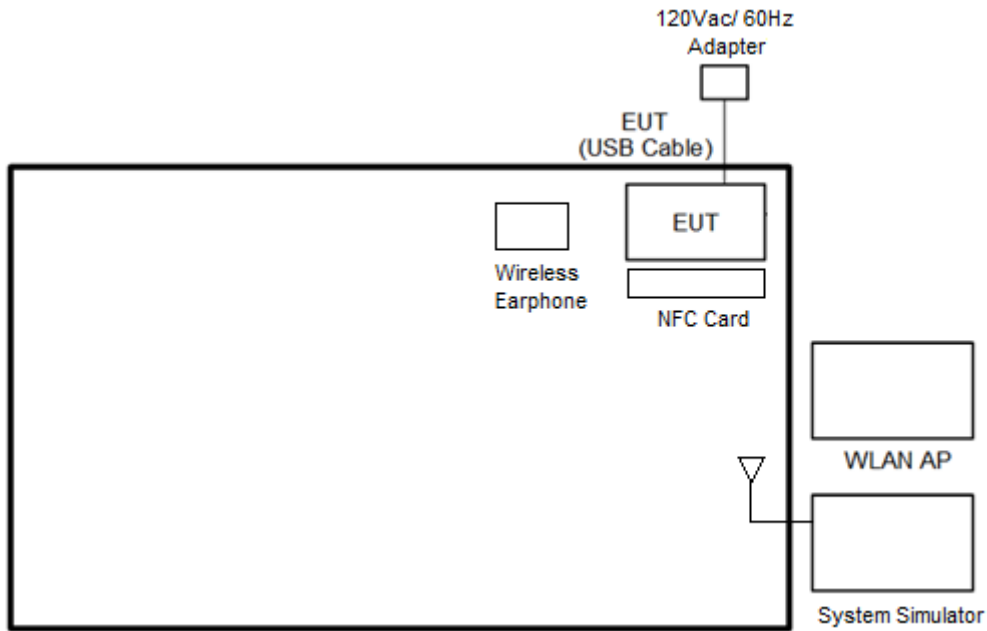 120Vac/ 60Hz
Adapter
EUT
(USB Cable)
EUT
Wireless
Earphone
NFC Card
WLAN AP
System Simulator